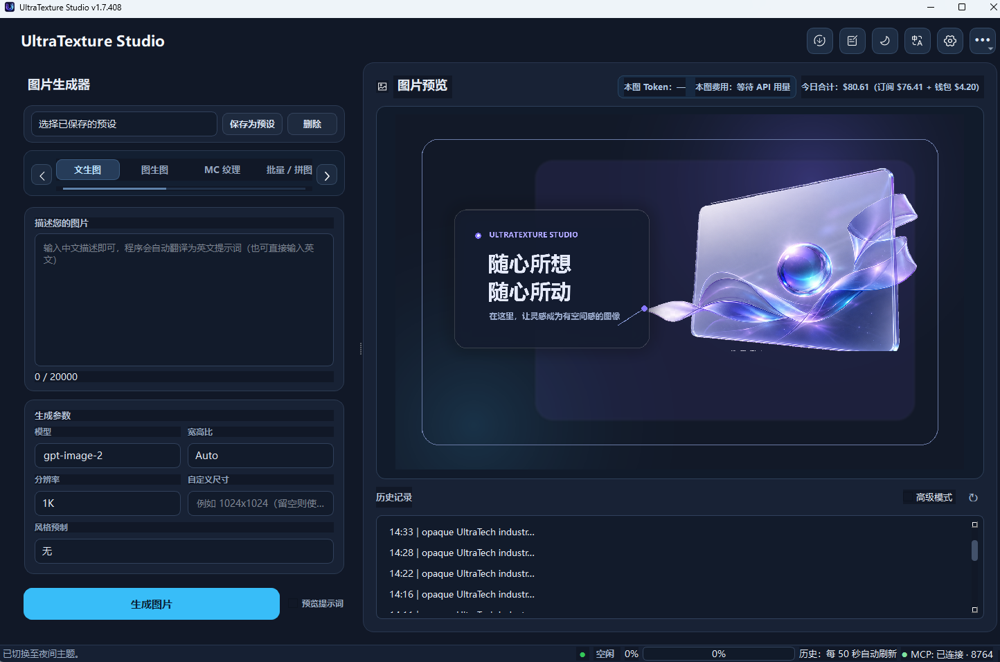 UltraTexture Studio v1.7.408
UltraTexture Studio
图片生成器
选择已保存的预设
保存为预设
删除
文生图
图生图
MC 纹理
批量 / 拼图
描述您的图片
输入中文描述即可，程序会自动翻译为英文提示词（也可直接输入英
文）
0 / 20000
生成参数
模型
宽高比
gpt-image-2
Auto
分辨率
自定义尺寸
1K
例如 1024x1024（留空则使...
风格预制
无
生成图片
预览提示词
图片预览
本图 Token：—
本图费用：等待 API 用量
今日合计：$80.61（订阅 $76.41 + 钱包 $4.20）
ULTRATEXTURE STUDIO
随心所想
随心所动
在这里，让灵感成为有空间感的图像
历史记录
高级模式
14:33 | opaque UltraTech industr...
14:28 | opaque UltraTech industr...
14:22 | opaque UltraTech industr...
14:16 | opaque UltraTech industr...
已切换至夜间主题。
空闲
0%
0%
历史：每 50 秒自动刷新
MCP: 已连接 · 8764